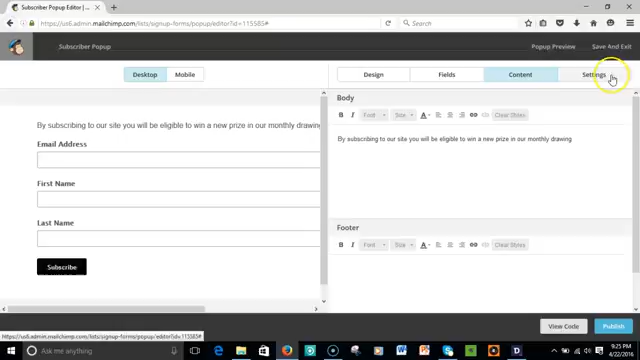 Subscriber Popup Editor | M...
https://us6.admin.mailchimp.com/lists/signup-forms/popup/editor?id=115585#
Search
Subscriber Popup
Popup Preview
Save And Exit
Desktop
Mobile
Design
Fields
Content
Settings
By subscribing to our site you will be eligible to win a new prize in our monthly drawing
Email Address
First Name
Last Name
Subscribe
Body
B I Font Size A Clear Styles
By subscribing to our site you will be eligible to win a new prize in our monthly drawing
Footer
B I Font Size A Clear Styles
View Code
Publish
https://us6.admin.mailchimp.com/lists/signup-forms/popup/editor?id=115585#
Ask me anything
9:25 PM
4/22/2016